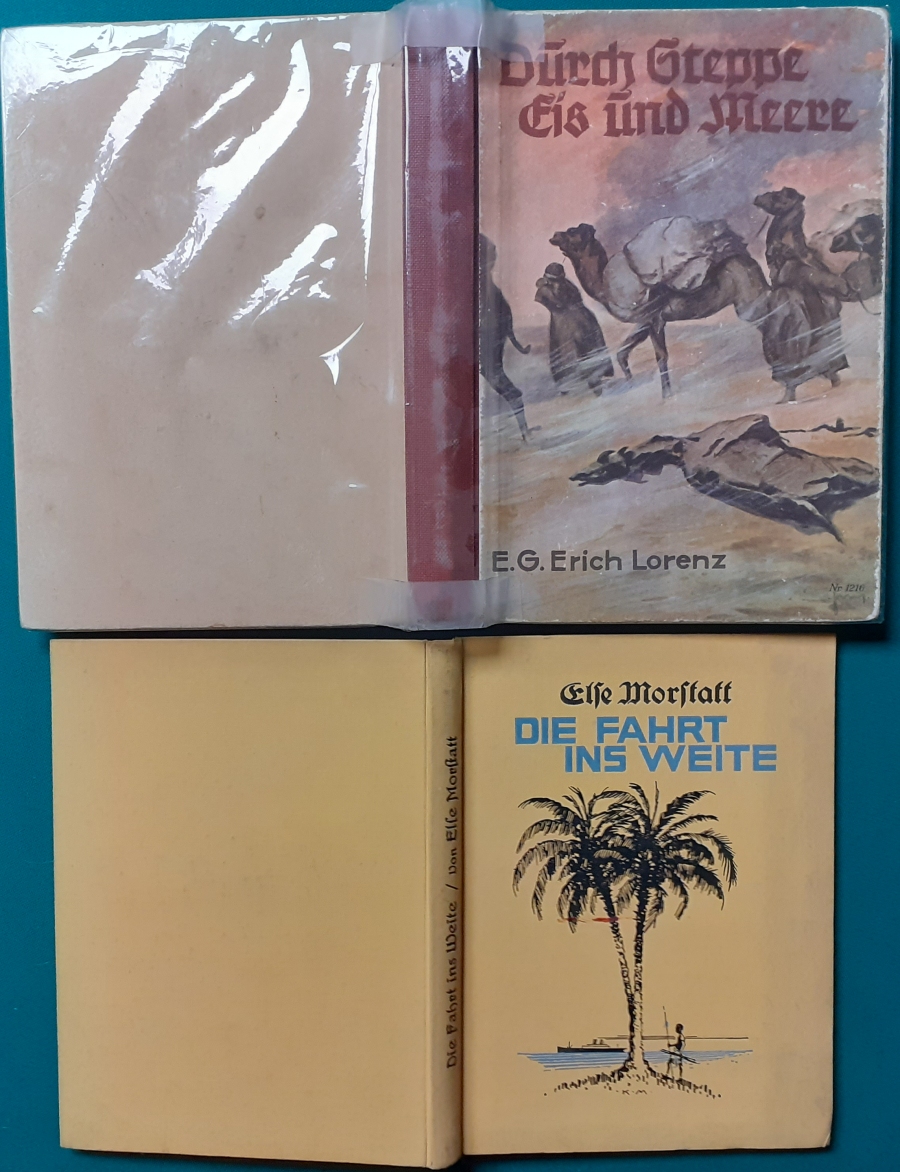 Durch Steppe
Eis und Meere
E.G. Erich Lorenz
Nr. 1216
Else Morstatt
DIE FAHRT
INS WEITE
K-M
Die Fahrt ins Weite / von Else Morstatt